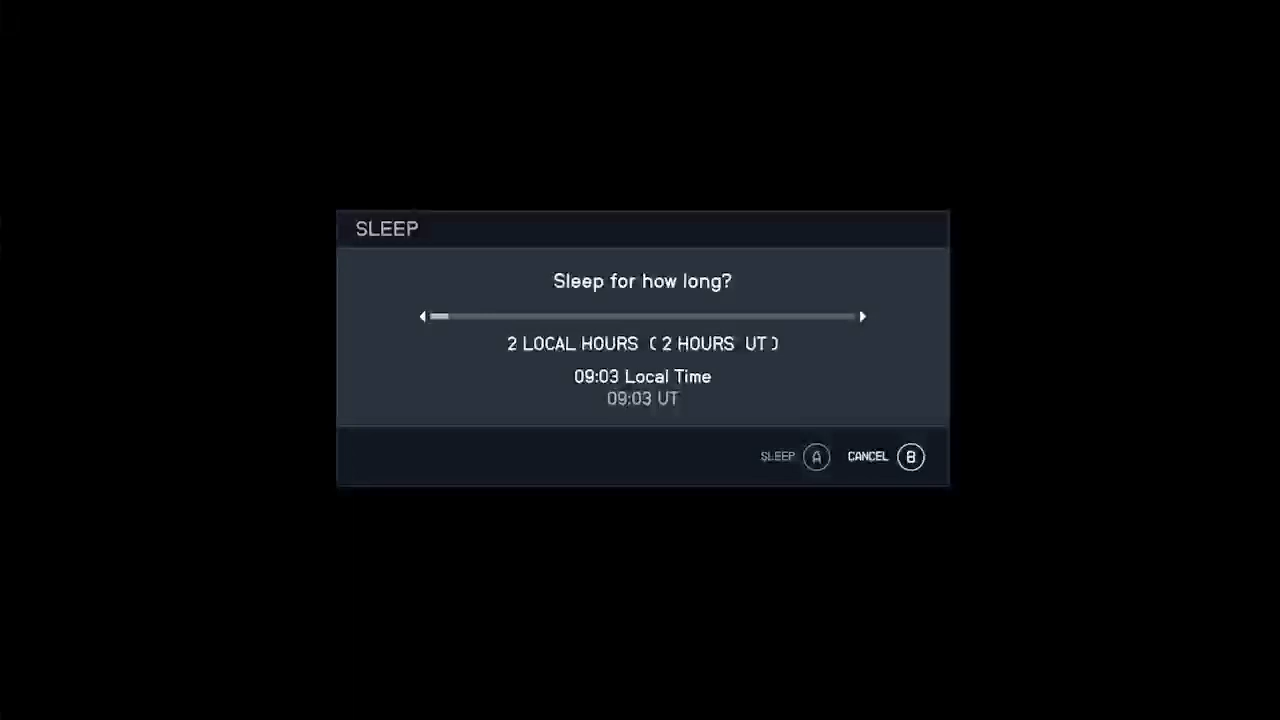 SLEEP
Sleep for how long?
2 LOCAL HOURS ( 2 HOURS UT )
09:03 Local Time
09:03 UT
SLEEP A CANCEL B